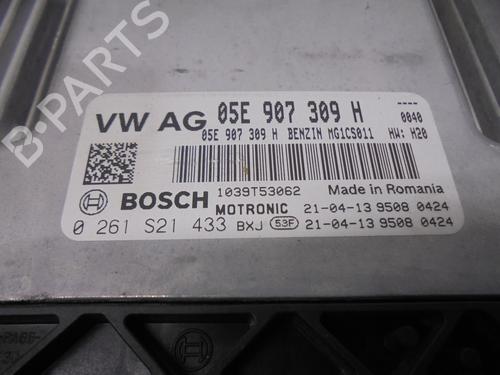 B-PARTS
VW AG 05E 907 309 H ----
0040
05E 907 309 H BENZIN MG1CS011 HW: H20
BOSCH 1039T53062 Made in Romania
MOTRONIC 21-04-13 9508 0424
0 261 S21 433 BXJ 53F 21-04-13 9508 0424